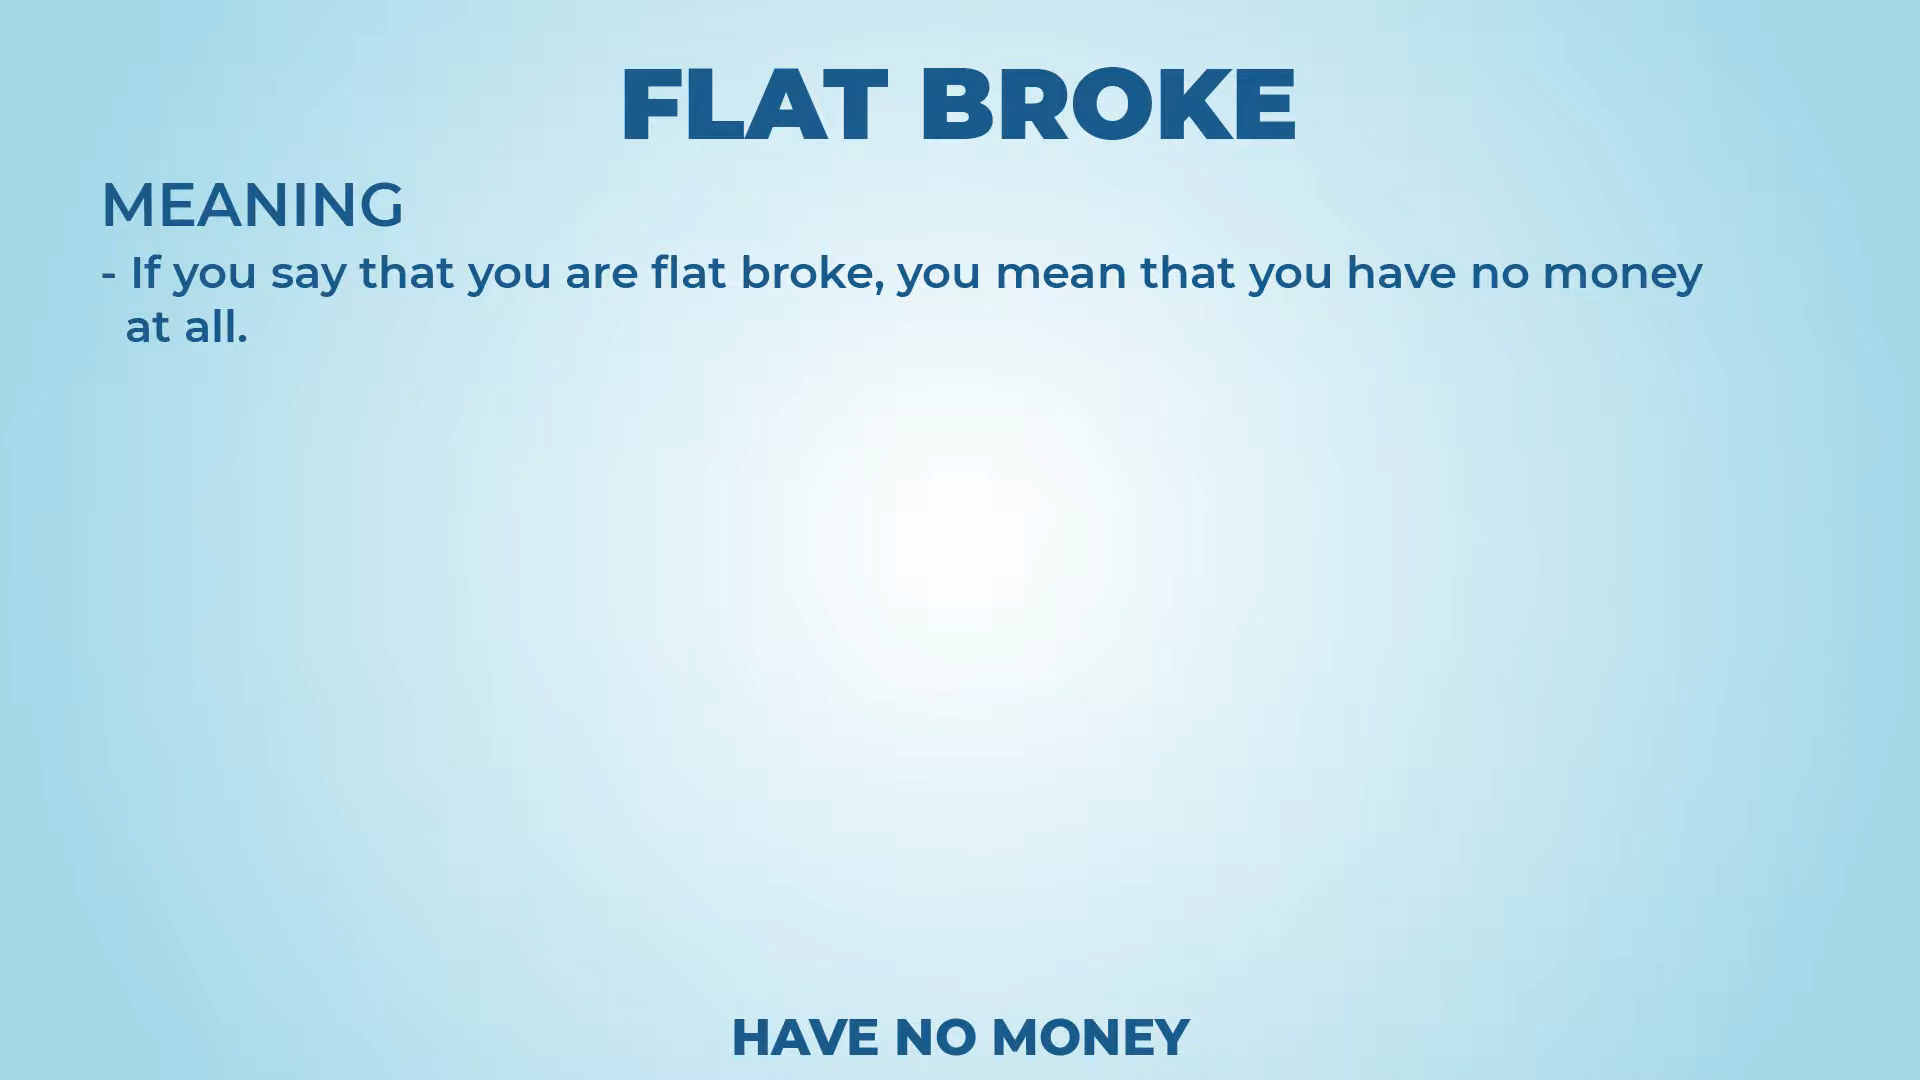 FLAT BROKE
MEANING
- If you say that you are flat broke, you mean that you have no money
at all.
HAVE NO MONEY